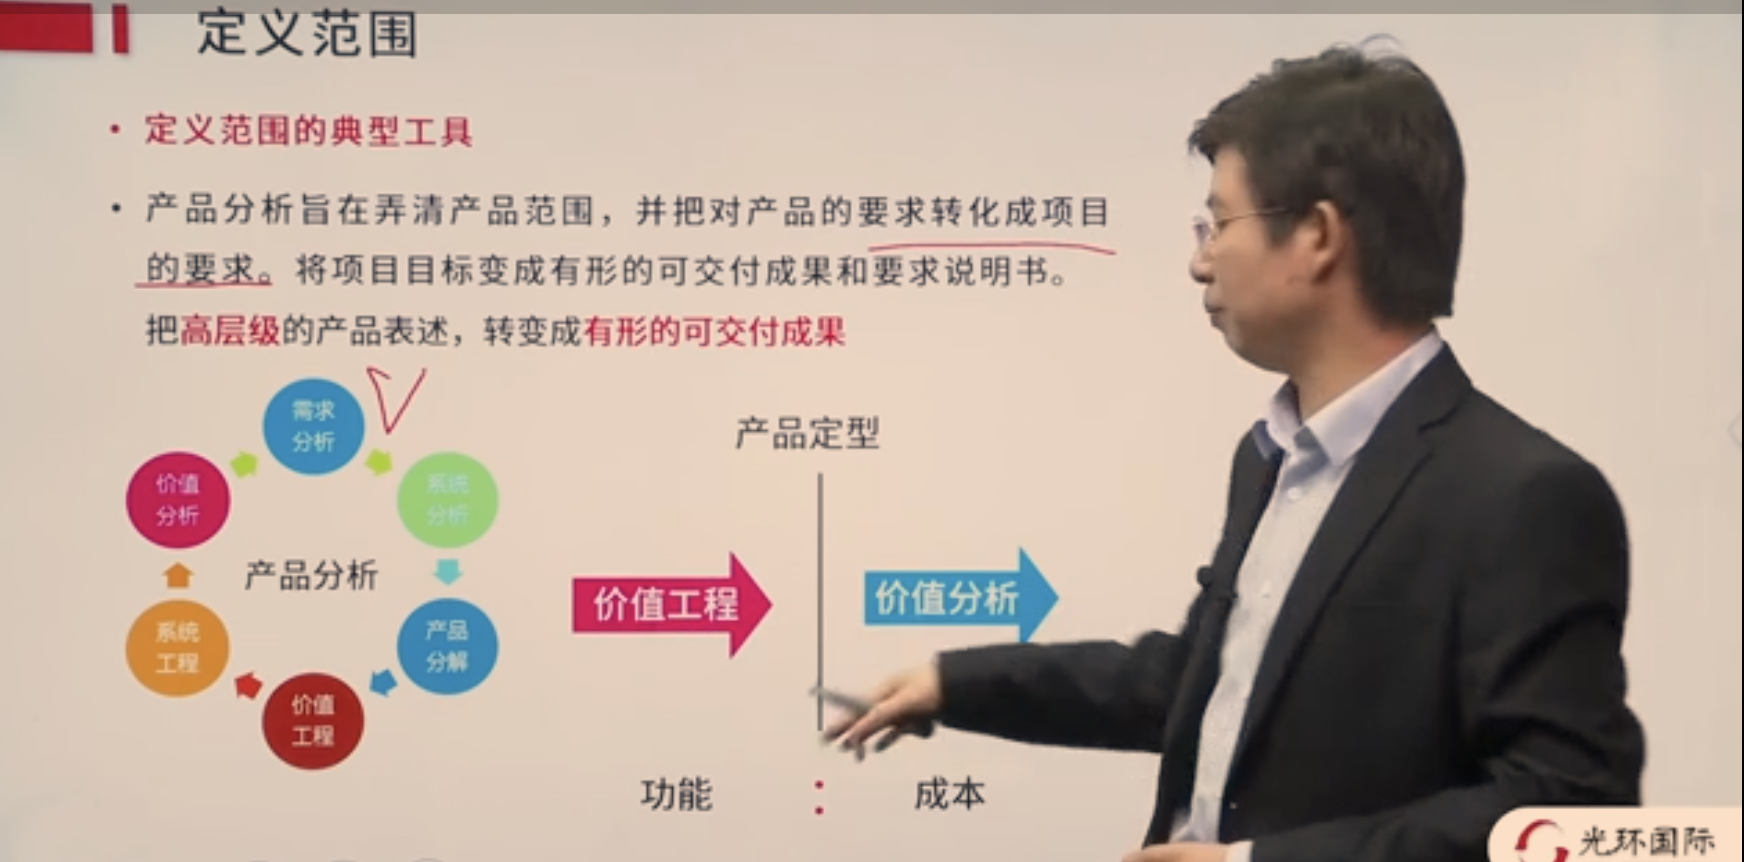 定义范围
• 定义范围的典型工具
• 产品分析旨在弄清产品范围，并把对产品的要求转化成项目
的要求。将项目目标变成有形的可交付成果和要求说明书。
把高层级的产品表述，转变成有形的可交付成果
需求
分析
系统
分析
产品
分解
价值
工程
系统
工程
价值
分析
产品分析
产品定型
价值工程
价值分析
功能 : 成本
光环国际